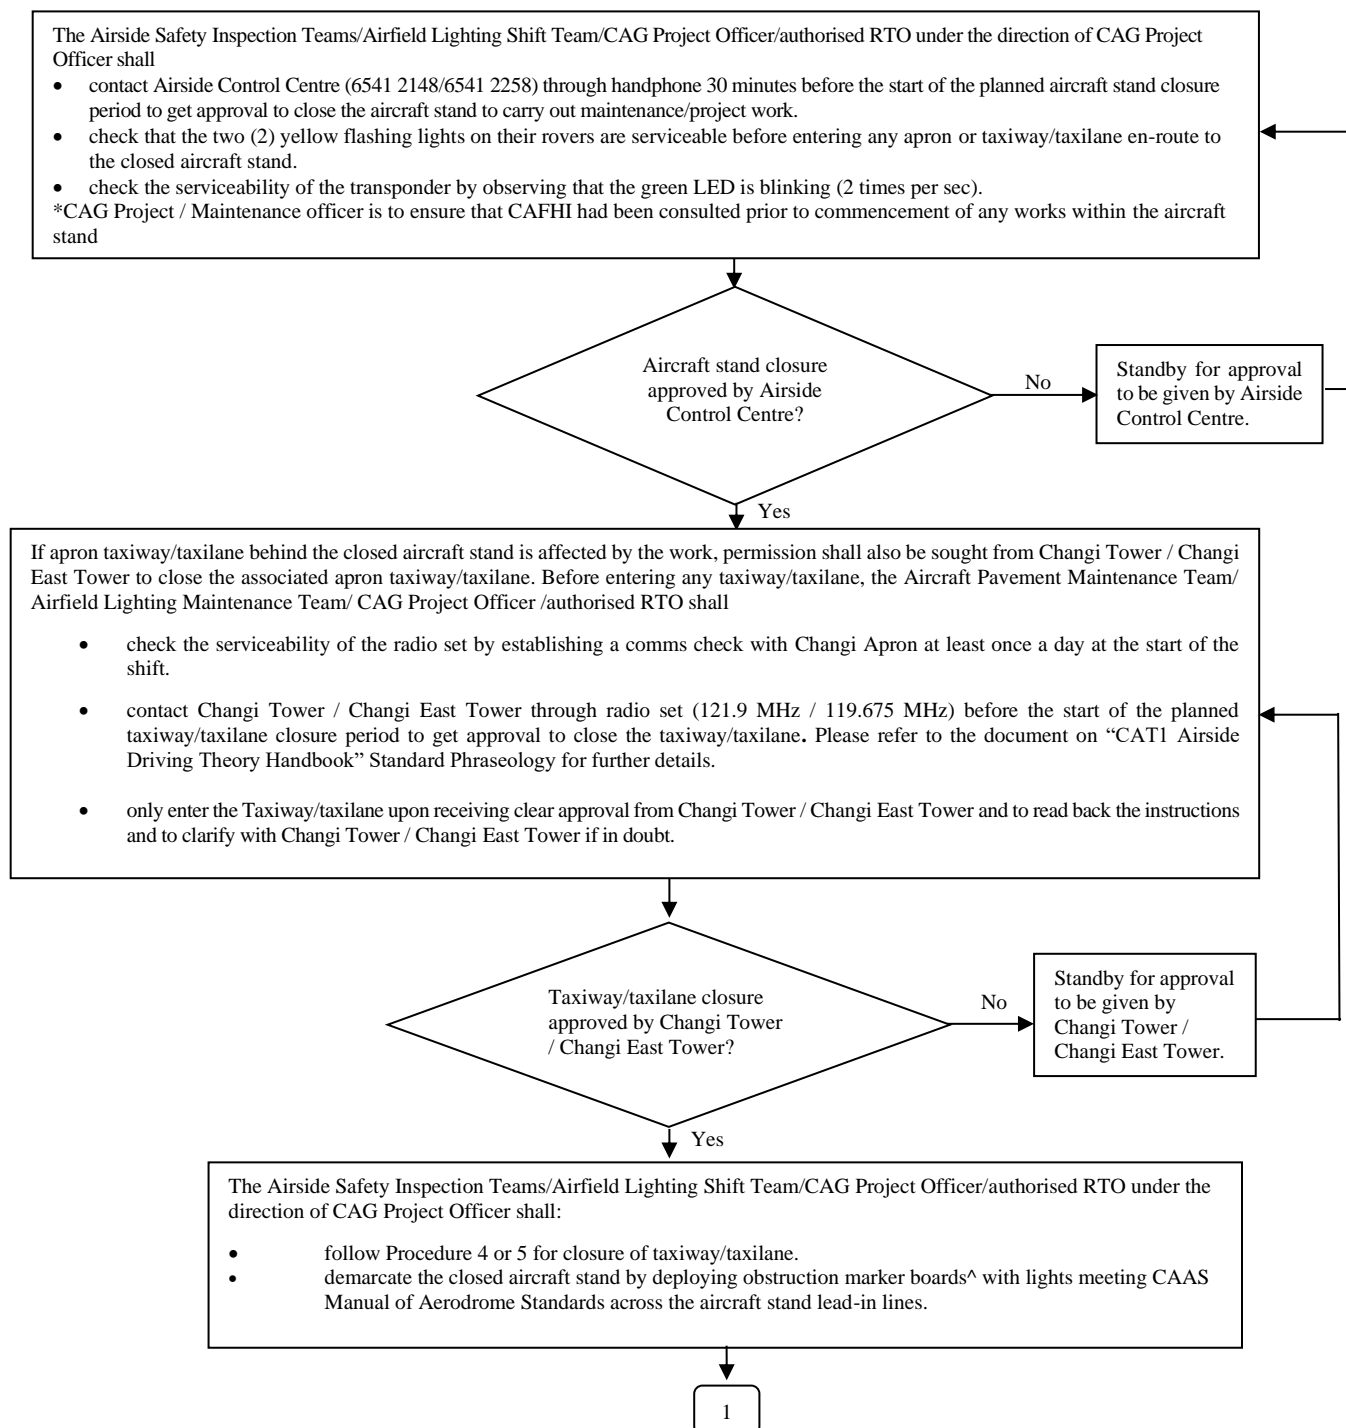 The Airside Safety Inspection Teams/Airfield Lighting Shift Team/CAG Project Officer/authorised RTO under the direction of CAG Project
Officer shall
• contact Airside Control Centre (6541 2148/6541 2258) through handphone 30 minutes before the start of the planned aircraft stand closure
period to get approval to close the aircraft stand to carry out maintenance/project work.
• check that the two (2) yellow flashing lights on their rovers are serviceable before entering any apron or taxiway/taxilane en-route to
the closed aircraft stand.
• check the serviceability of the transponder by observing that the green LED is blinking (2 times per sec).
*CAG Project / Maintenance officer is to ensure that CAFHI had been consulted prior to commencement of any works within the aircraft
stand
Aircraft stand closure
approved by Airside
Control Centre?
No
Standby for approval
to be given by Airside
Control Centre.
Yes
If apron taxiway/taxilane behind the closed aircraft stand is affected by the work, permission shall also be sought from Changi Tower / Changi
East Tower to close the associated apron taxiway/taxilane. Before entering any taxiway/taxilane, the Aircraft Pavement Maintenance Team/
Airfield Lighting Maintenance Team/ CAG Project Officer /authorised RTO shall
• check the serviceability of the radio set by establishing a comms check with Changi Apron at least once a day at the start of the
shift.
• contact Changi Tower / Changi East Tower through radio set (121.9 MHz / 119.675 MHz) before the start of the planned
taxiway/taxilane closure period to get approval to close the taxiway/taxilane. Please refer to the document on “CAT1 Airside
Driving Theory Handbook” Standard Phraseology for further details.
• only enter the Taxiway/taxilane upon receiving clear approval from Changi Tower / Changi East Tower and to read back the instructions
and to clarify with Changi Tower / Changi East Tower if in doubt.
Taxiway/taxilane closure
approved by Changi Tower
/ Changi East Tower?
No
Standby for approval
to be given by
Changi Tower /
Changi East Tower.
Yes
The Airside Safety Inspection Teams/Airfield Lighting Shift Team/CAG Project Officer/authorised RTO under the
direction of CAG Project Officer shall:
• follow Procedure 4 or 5 for closure of taxiway/taxilane.
• demarcate the closed aircraft stand by deploying obstruction marker boards^ with lights meeting CAAS
Manual of Aerodrome Standards across the aircraft stand lead-in lines.
1